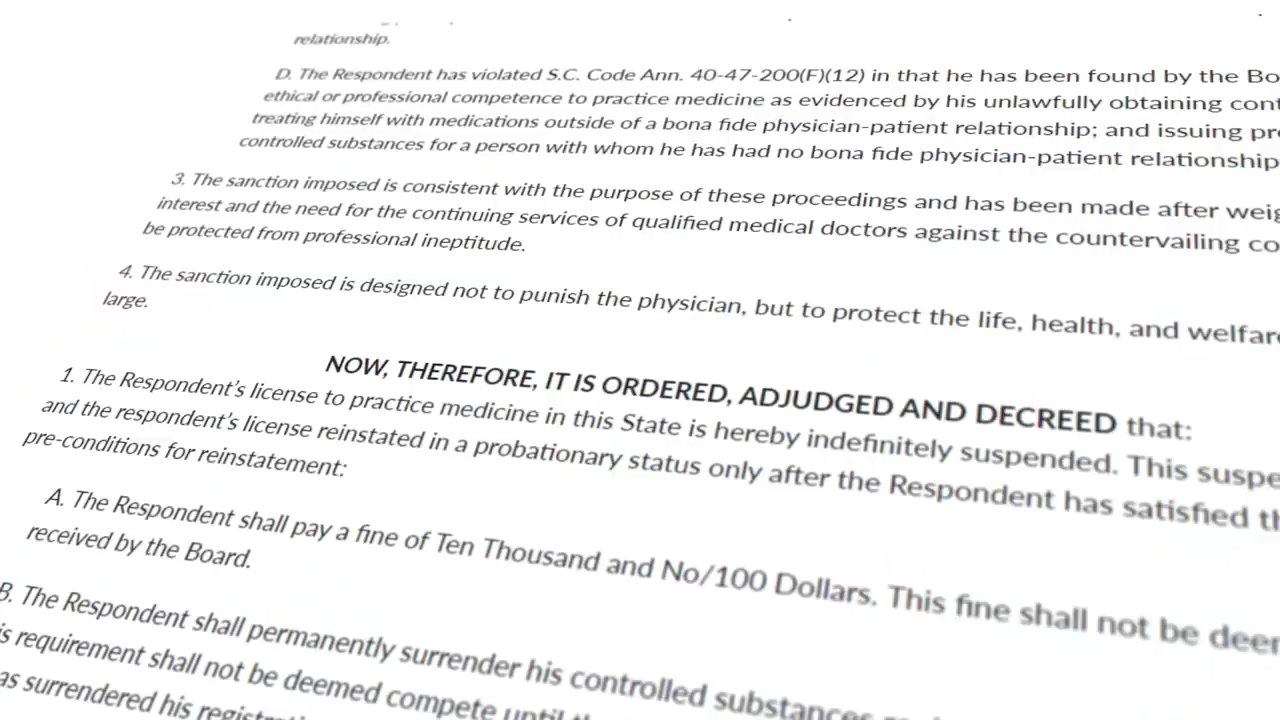 relationship.
D. The Respondent has violated S.C. Code Ann. 40-47-200(F)(12) in that he has been found by the Bo
ethical or professional competence to practice medicine as evidenced by his unlawfully obtaining cont
treating himself with medications outside of a bona fide physician-patient relationship; and issuing pre
controlled substances for a person with whom he has had no bona fide physician-patient relationship
3. The sanction imposed is consistent with the purpose of these proceedings and has been made after weig
interest and the need for the continuing services of qualified medical doctors against the countervailing co
be protected from professional ineptitude.
4. The sanction imposed is designed not to punish the physician, but to protect the life, health, and welfare
large.
NOW, THEREFORE, IT IS ORDERED, ADJUDGED AND DECREED that:
1. The Respondent's license to practice medicine in this State is hereby indefinitely suspended. This suspe
and the respondent's license reinstated in a probationary status only after the Respondent has satisfied th
pre-conditions for reinstatement:
A. The Respondent shall pay a fine of Ten Thousand and No/100 Dollars. This fine shall not be deem
received by the Board.
B. The Respondent shall permanently surrender his controlled substances
is requirement shall not be deemed compete until th
as surrendered his registrati